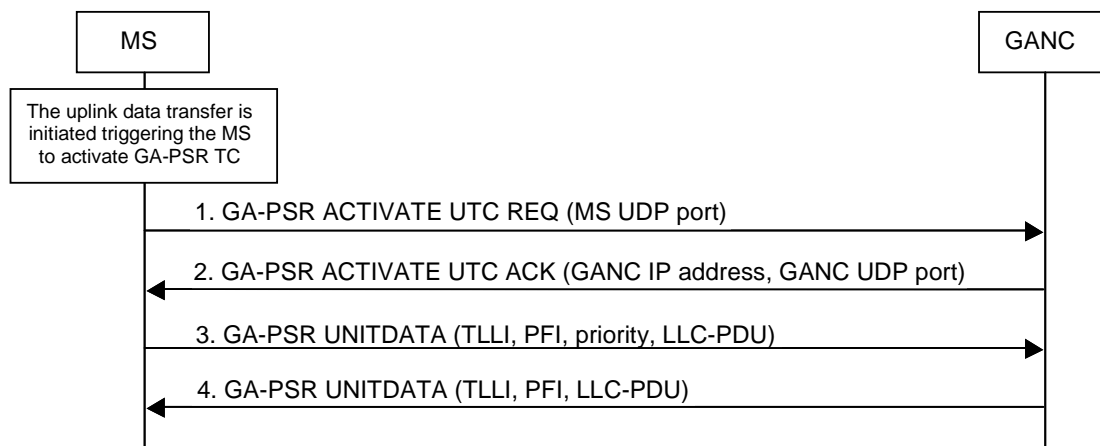 MS
GANC
The uplink data transfer is
initiated triggering the MS
to activate GA-PSR TC
1. GA-PSR ACTIVATE UTC REQ (MS UDP port)
2. GA-PSR ACTIVATE UTC ACK (GANC IP address, GANC UDP port)
3. GA-PSR UNITDATA (TLLI, PFI, priority, LLC-PDU)
4. GA-PSR UNITDATA (TLLI, PFI, LLC-PDU)